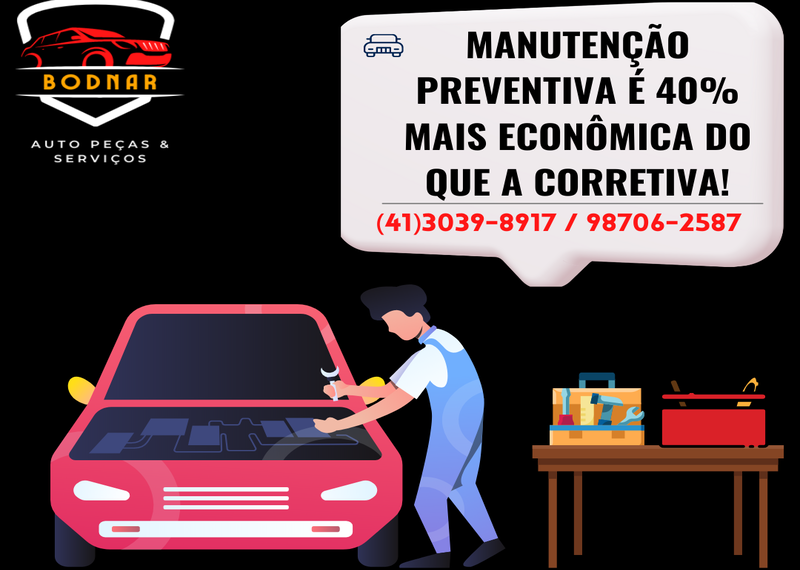 BODNAR
AUTO PEÇAS &
SERVIÇOS
MANUTENÇÃO
PREVENTIVA É 40%
MAIS ECONÔMICA DO
QUE A CORRETIVA!
(41)3039-8917 / 98706-2587